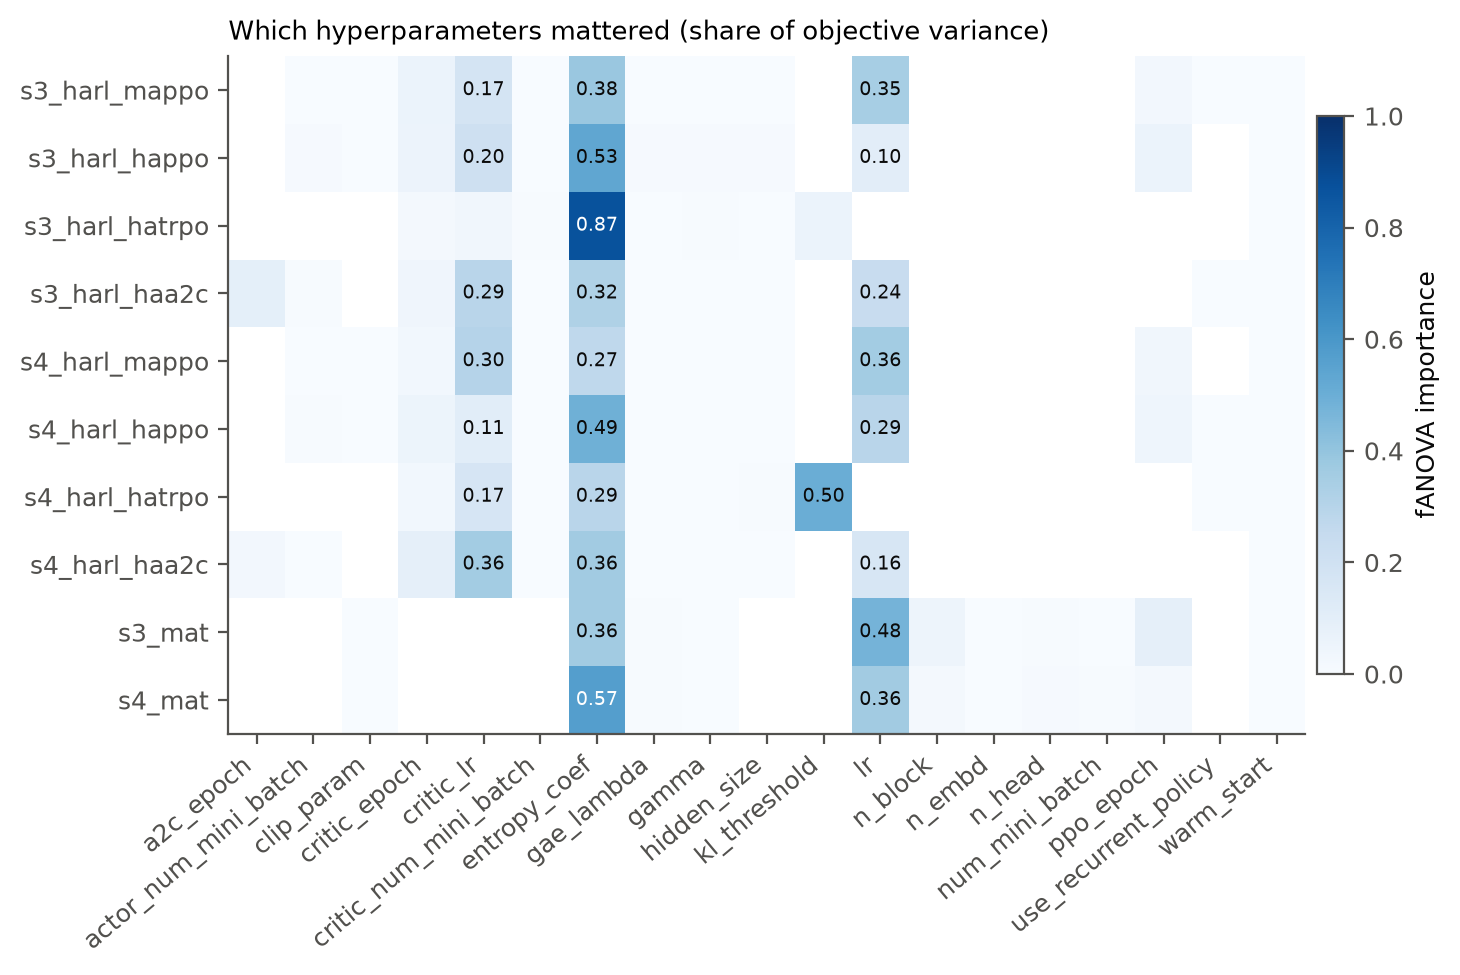 Which hyperparameters mattered (share of objective variance)
s3_harl_mappo 0.17 0.38 0.35
s3_harl_happo 0.20 0.53 0.10
s3_harl_hatrpo 0.87
s3_harl_haa2c 0.29 0.32 0.24
s4_harl_mappo 0.30 0.27 0.36
s4_harl_happo 0.11 0.49 0.29
s4_harl_hatrpo 0.17 0.29 0.50
s4_harl_haa2c 0.36 0.36 0.16
s3_mat 0.36 0.48
s4_mat 0.57 0.36
a2c_epoch
actor_num_mini_batch
clip_param
critic_epoch
critic_lr
critic_num_mini_batch
entropy_coef
gae_lambda
gamma
hidden_size
kl_threshold
lr
n_block
n_embd
n_head
num_mini_batch
ppo_epoch
use_recurrent_policy
warm_start
1.0
0.8
0.6
0.4
0.2
0.0
fANOVA importance